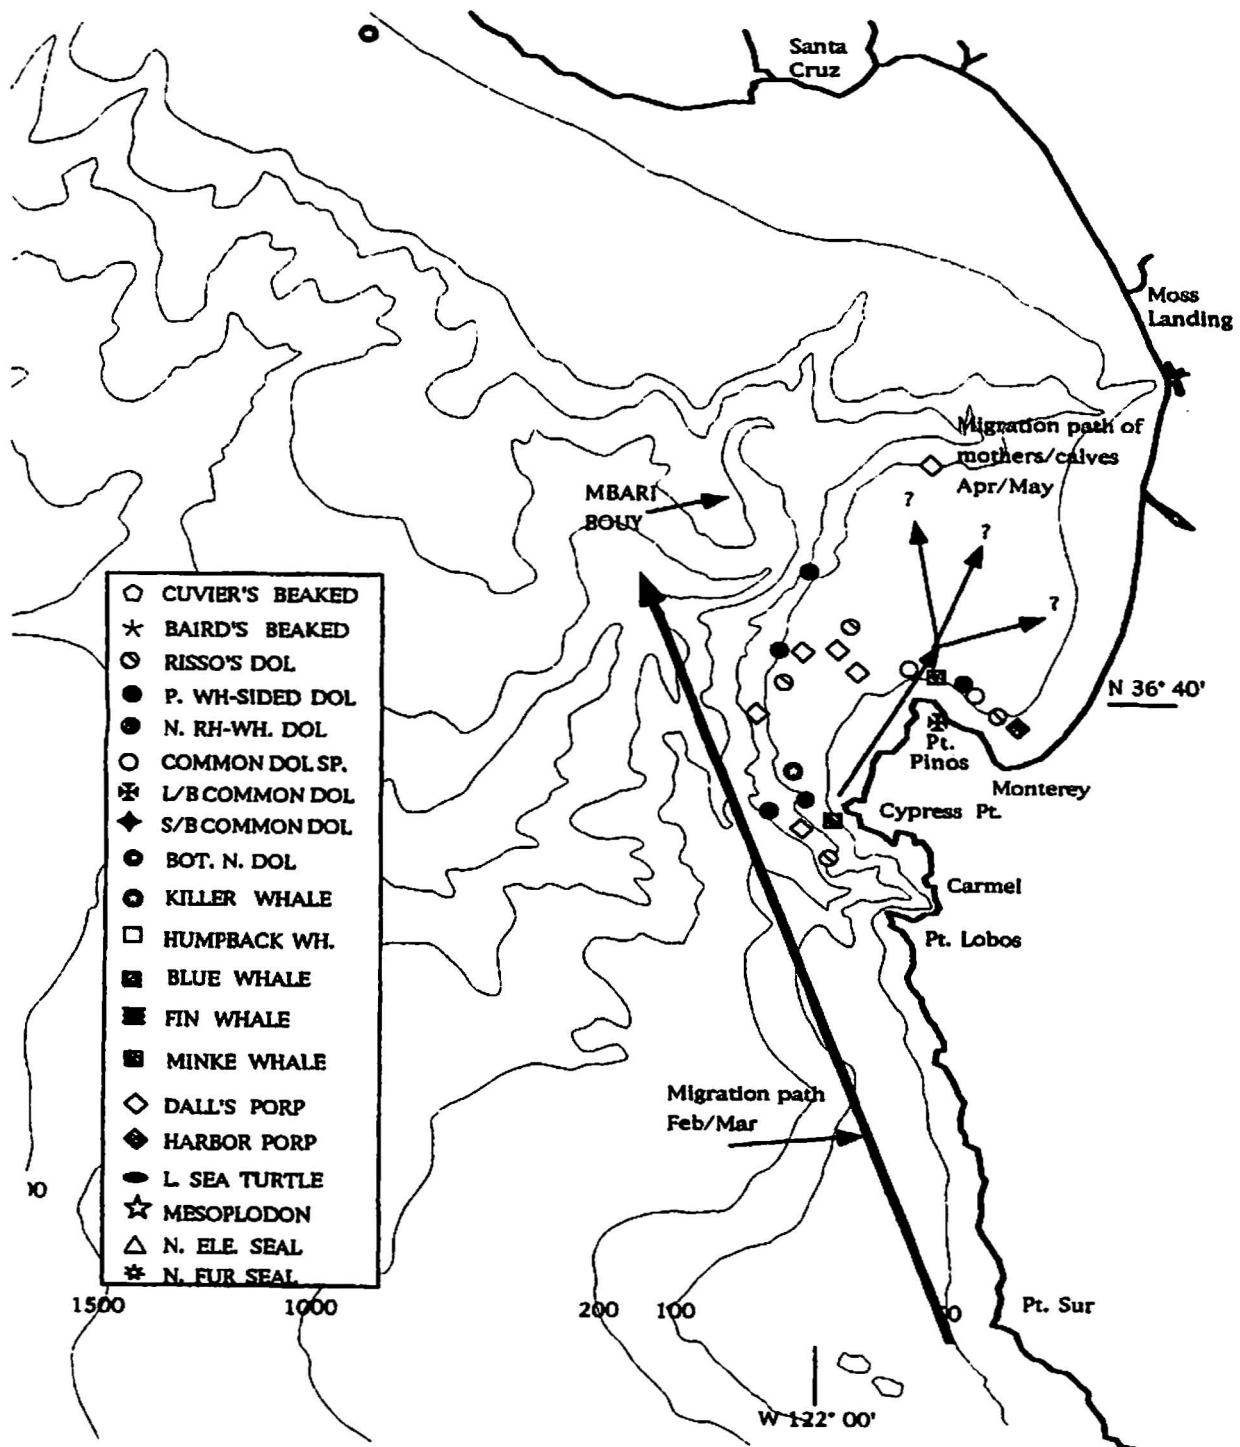 Santa
Cruz
Moss
Landing
Migration path of
mothers/calves
Apr/May
MBARI
BOUY
?
?
?
CUVIER'S BEAKED
BAIRD'S BEAKED
RISSO'S DOL
P. WH-SIDED DOL
N. RH-WH. DOL
COMMON DOL SP.
L/B COMMON DOL
S/B COMMON DOL
BOT. N. DOL
KILLER WHALE
HUMPBACK WH.
BLUE WHALE
FIN WHALE
MINKE WHALE
DALL'S PORP
HARBOR PORP
L. SEA TURTLE
MESOPLODON
N. ELE. SEAL
N. FUR SEAL
N 36° 40'
Pt.
Pinos
Monterey
Cypress Pt.
Carmel
Pt. Lobos
Migration path
Feb/Mar
1500
1000
200
100
Pt. Sur
W 122° 00'